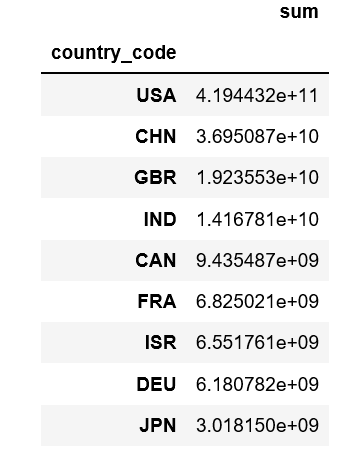 sum
country_code
USA 4.194432e+11
CHN 3.695087e+10
GBR 1.923553e+10
IND 1.416781e+10
CAN 9.435487e+09
FRA 6.825021e+09
ISR 6.551761e+09
DEU 6.180782e+09
JPN 3.018150e+09